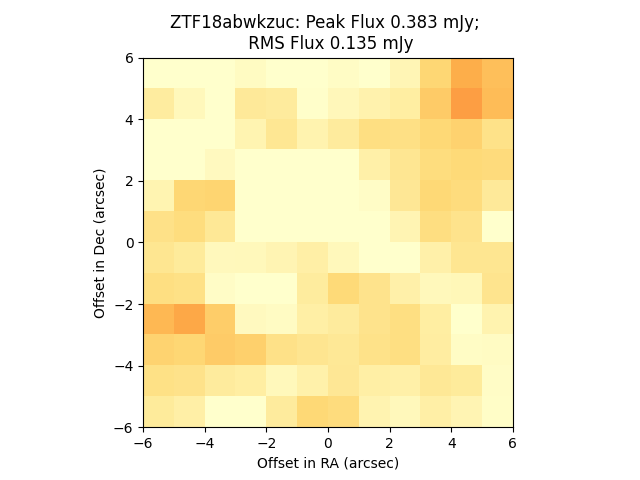 ZTF18abwkzuc: Peak Flux 0.383 mJy;
RMS Flux 0.135 mJy
6
4
2
0
−2
−4
−6
Offset in Dec (arcsec)
−6 −4 −2 0 2 4 6
Offset in RA (arcsec)